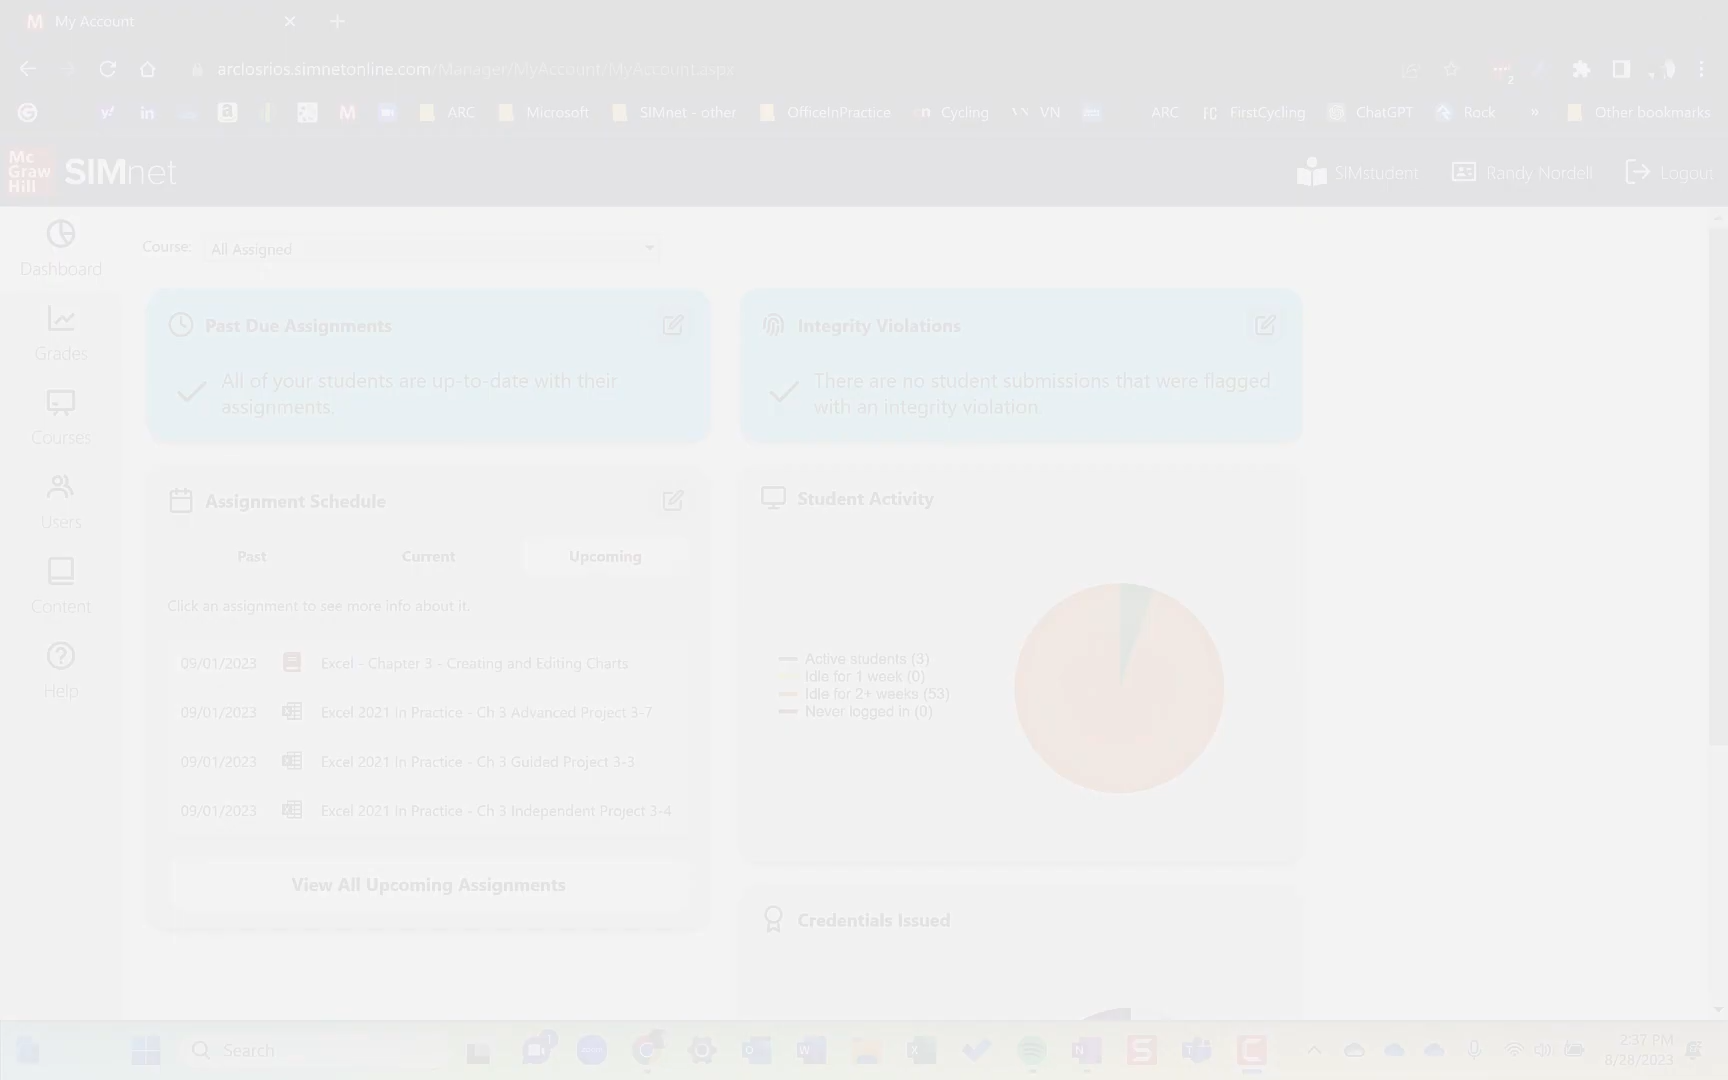 My Account
arclosrios.simnetonline.com/Manager/MyAccount/MyAccount.aspx
2
ARC
Microsoft
SIMnet - other
OfficeInPractice
Cycling
VN
ARC
FirstCycling
ChatGPT
Rock
»
Other bookmarks
Mc
Graw
Hill
SIMnet
SIMstudent
Randy Nordell
Logout
Dashboard
Grades
Courses
Users
Content
Help
Course:
All Assigned
Past Due Assignments
All of your students are up-to-date with their
assignments.
Integrity Violations
There are no student submissions that were flagged
with an integrity violation
Assignment Schedule
Past
Current
Upcoming
Click an assignment to see more info about it.
09/01/2023 Excel - Chapter 3 - Creating and Editing Charts
09/01/2023 Excel 2021 In Practice - Ch 3 Advanced Project 3-7
09/01/2023 Excel 2021 In Practice - Ch 3 Guided Project 3-3
09/01/2023 Excel 2021 In Practice - Ch 3 Independent Project 3-4
View All Upcoming Assignments
Student Activity
Active students (3)
Idle for 1 week (0)
Idle for 2+ weeks (53)
Never logged in (0)
Credentials Issued
Search
2:37 PM
8/28/2023